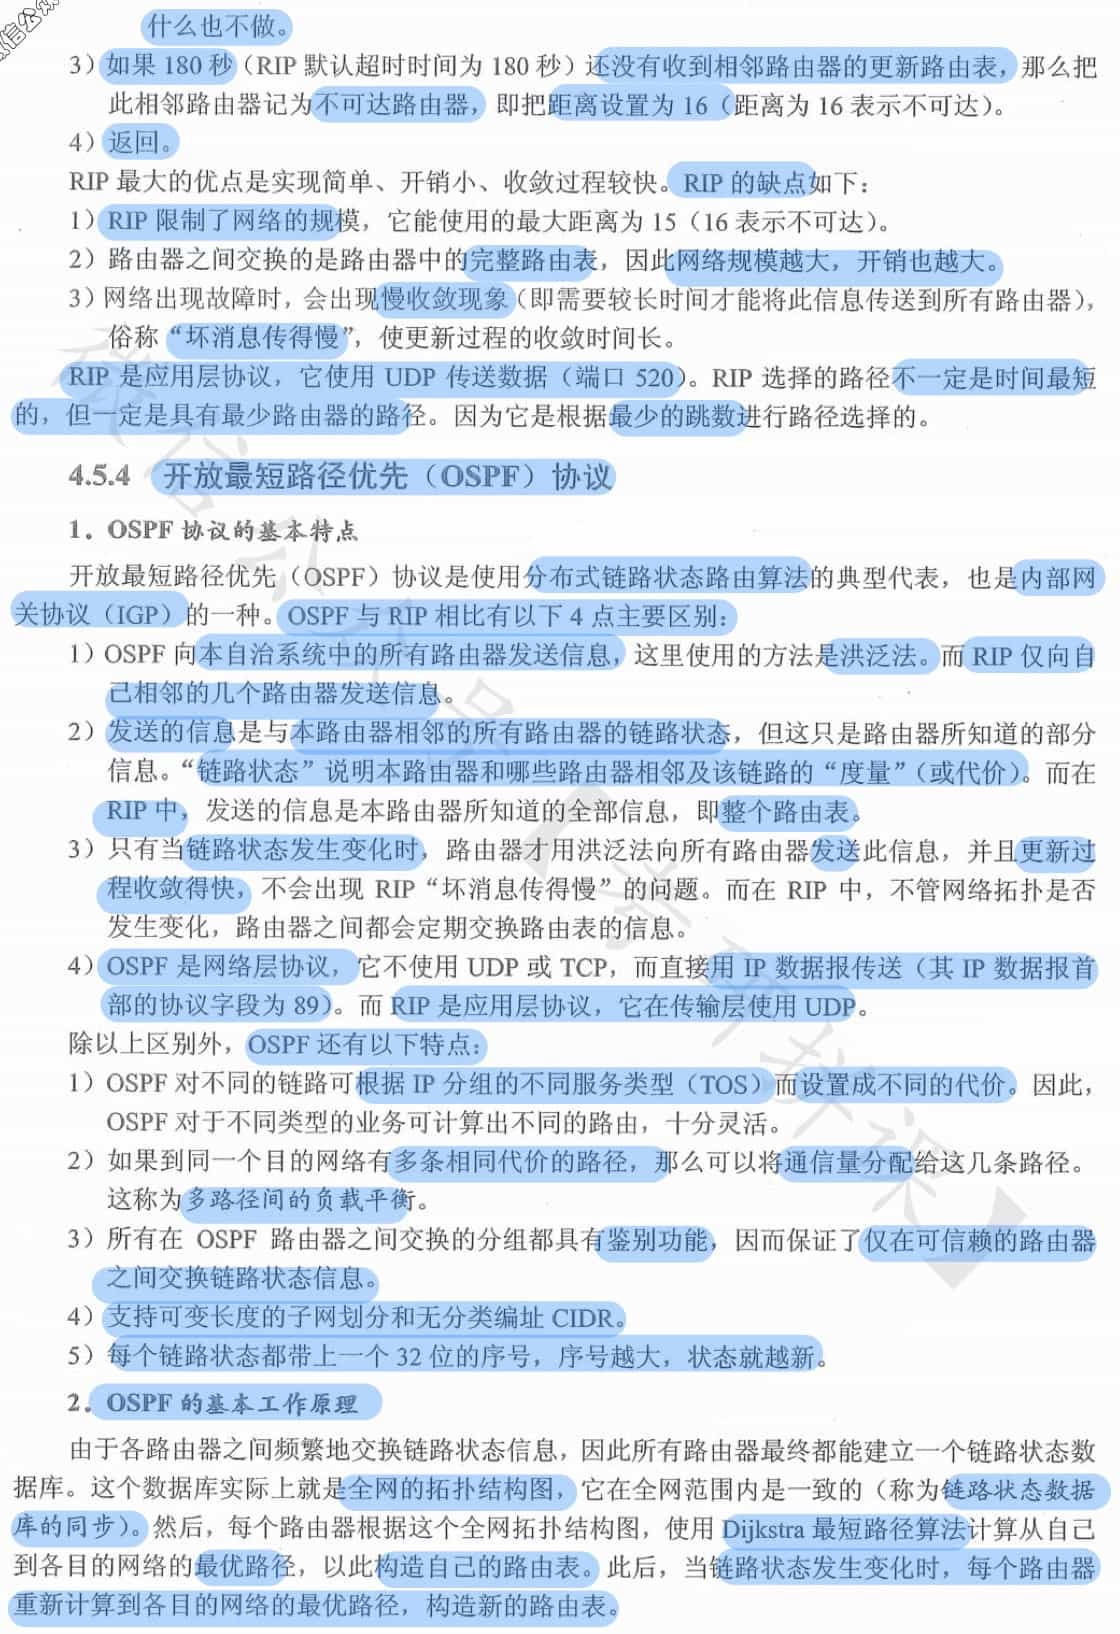 微信公众
什么也不做。
3）如果 180 秒（RIP 默认超时时间为 180 秒）还没有收到相邻路由器的更新路由表，那么把
此相邻路由器记为不可达路由器，即把距离设置为 16（距离为 16 表示不可达）。
4）返回。
RIP 最大的优点是实现简单、开销小、收敛过程较快。RIP 的缺点如下：
1）RIP 限制了网络的规模，它能使用的最大距离为 15（16 表示不可达）。
2）路由器之间交换的是路由器中的完整路由表，因此网络规模越大，开销也越大。
3）网络出现故障时，会出现慢收敛现象（即需要较长时间才能将此信息传送到所有路由器），
俗称“坏消息传得慢”，使更新过程的收敛时间长。
RIP 是应用层协议，它使用 UDP 传送数据（端口 520）。RIP 选择的路径不一定是时间最短
的，但一定是具有最少路由器的路径。因为它是根据最少的跳数进行路径选择的。
4.5.4 开放最短路径优先（OSPF）协议
1. OSPF 协议的基本特点
开放最短路径优先（OSPF）协议是使用分布式链路状态路由算法的典型代表，也是内部网
关协议（IGP）的一种。OSPF 与 RIP 相比有以下 4 点主要区别：
1）OSPF 向本自治系统中的所有路由器发送信息，这里使用的方法是洪泛法。而 RIP 仅向自
己相邻的几个路由器发送信息。
2）发送的信息是与本路由器相邻的所有路由器的链路状态，但这只是路由器所知道的部分
信息。“链路状态”说明本路由器和哪些路由器相邻及该链路的“度量”（或代价）。而在
RIP 中，发送的信息是本路由器所知道的全部信息，即整个路由表。
3）只有当链路状态发生变化时，路由器才用洪泛法向所有路由器发送此信息，并且更新过
程收敛得快，不会出现 RIP“坏消息传得慢”的问题。而在 RIP 中，不管网络拓扑是否
发生变化，路由器之间都会定期交换路由表的信息。
4）OSPF 是网络层协议，它不使用 UDP 或 TCP，而直接用 IP 数据报传送（其 IP 数据报首
部的协议字段为 89）。而 RIP 是应用层协议，它在传输层使用 UDP。
除以上区别外，OSPF 还有以下特点：
1）OSPF 对不同的链路可根据 IP 分组的不同服务类型（TOS）而设置成不同的代价。因此，
OSPF 对于不同类型的业务可计算出不同的路由，十分灵活。
2）如果到同一个目的网络有多条相同代价的路径，那么可以将通信量分配给这几条路径。
这称为多路径间的负载平衡。
3）所有在 OSPF 路由器之间交换的分组都具有鉴别功能，因而保证了仅在可信赖的路由器
之间交换链路状态信息。
4）支持可变长度的子网划分和无分类编址 CIDR。
5）每个链路状态都带上一个 32 位的序号，序号越大，状态就越新。
2. OSPF 的基本工作原理
由于各路由器之间频繁地交换链路状态信息，因此所有路由器最终都能建立一个链路状态数
据库。这个数据库实际上就是全网的拓扑结构图，它在全网范围内是一致的（称为链路状态数据
库的同步）。然后，每个路由器根据这个全网拓扑结构图，使用 Dijkstra 最短路径算法计算从自己
到各目的网络的最优路径，以此构造自己的路由表。此后，当链路状态发生变化时，每个路由器
重新计算到各目的网络的最优路径，构造新的路由表。